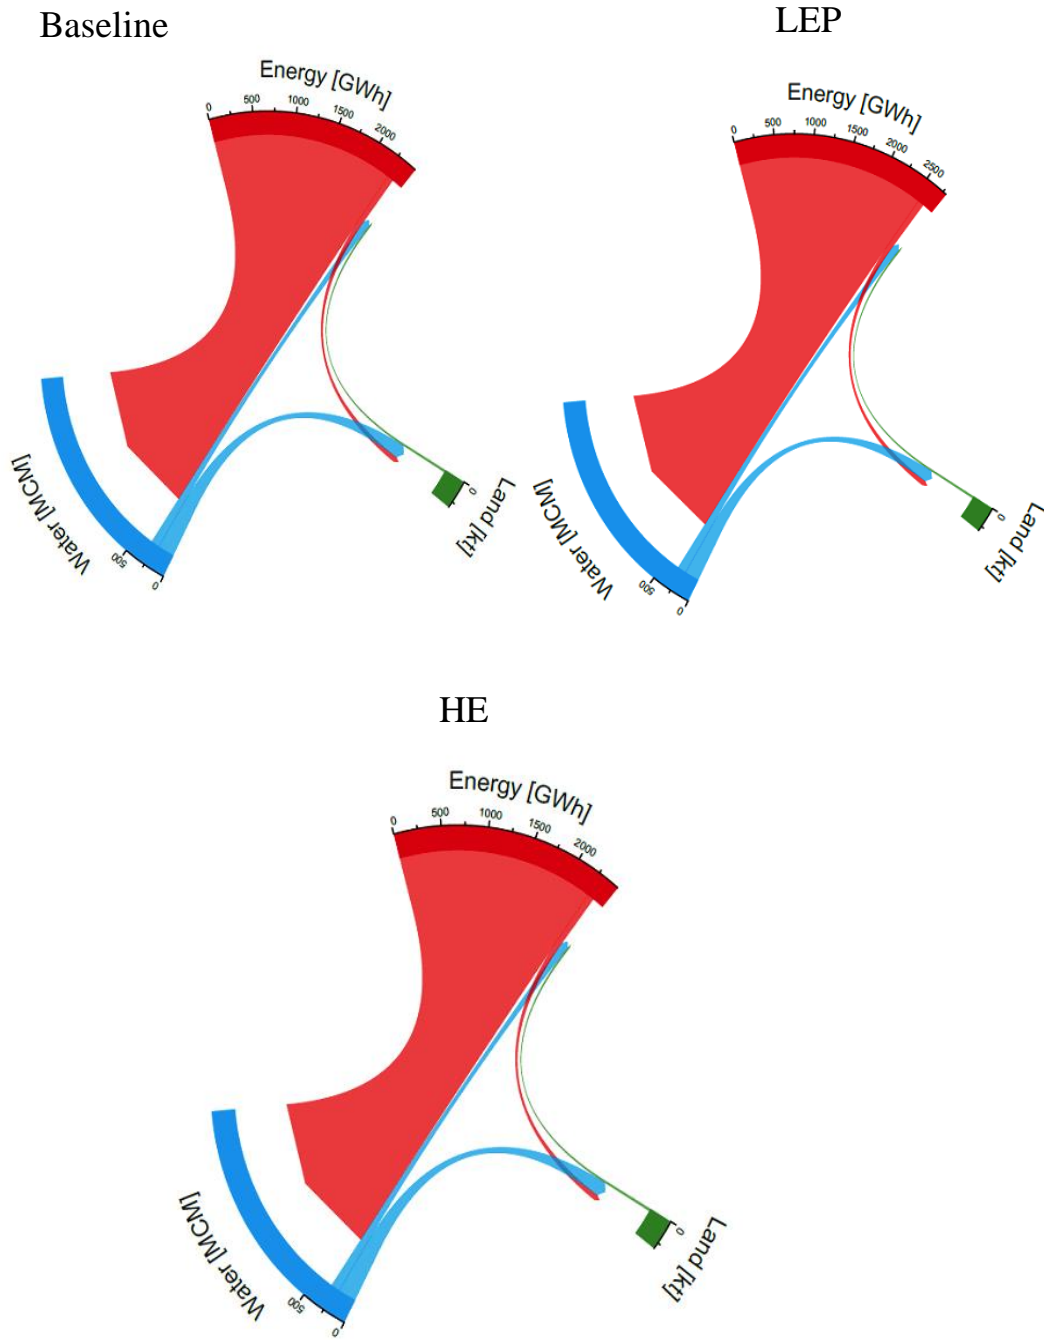 Baseline
Energy [GWh]
0 500 1000 1500 2000
Water [MCM]
500 0
Land [kt]
0
LEP
Energy [GWh]
0 500 1000 1500 2000 2500
Water [MCM]
500 0
Land [kt]
0
HE
Energy [GWh]
0 500 1000 1500 2000
Water [MCM]
500 0
Land [kt]
0